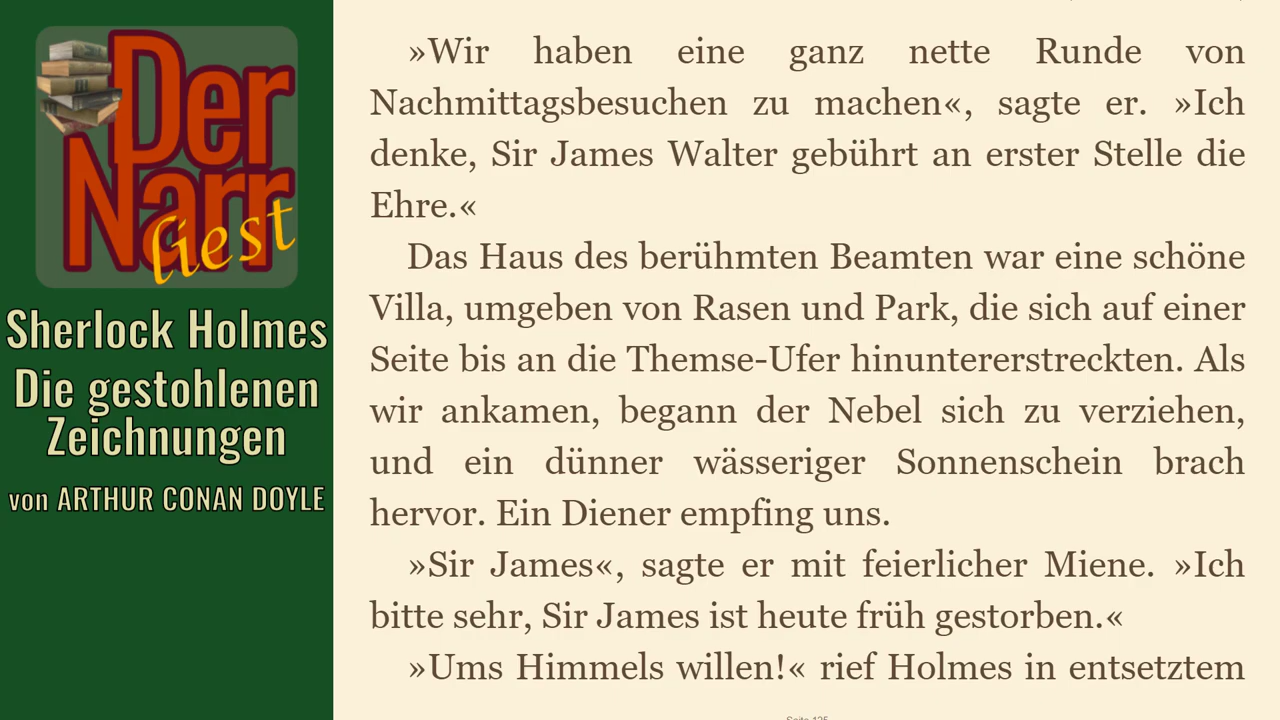 Der
Narr
liest
Sherlock Holmes
Die gestohlenen
Zeichnungen
von ARTHUR CONAN DOYLE
»Wir haben eine ganz nette Runde von
Nachmittagsbesuchen zu machen«, sagte er. »Ich
denke, Sir James Walter gebührt an erster Stelle die
Ehre.«
Das Haus des berühmten Beamten war eine schöne
Villa, umgeben von Rasen und Park, die sich auf einer
Seite bis an die Themse-Ufer hinuntererstreckten. Als
wir ankamen, begann der Nebel sich zu verziehen,
und ein dünner wässeriger Sonnenschein brach
hervor. Ein Diener empfing uns.
»Sir James«, sagte er mit feierlicher Miene. »Ich
bitte sehr, Sir James ist heute früh gestorben.«
»Ums Himmels willen!« rief Holmes in entsetztem